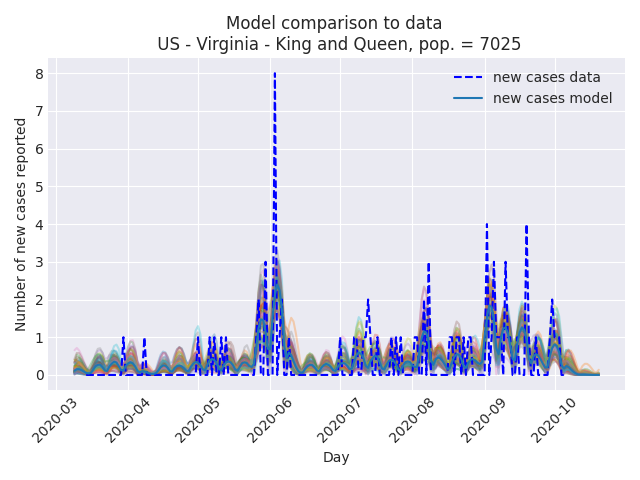 Model comparison to data
US - Virginia - King and Queen, pop. = 7025
new cases data
new cases model
Number of new cases reported
8
7
6
5
4
3
2
1
0
2020-03
2020-04
2020-05
2020-06
2020-07
2020-08
2020-09
2020-10
Day